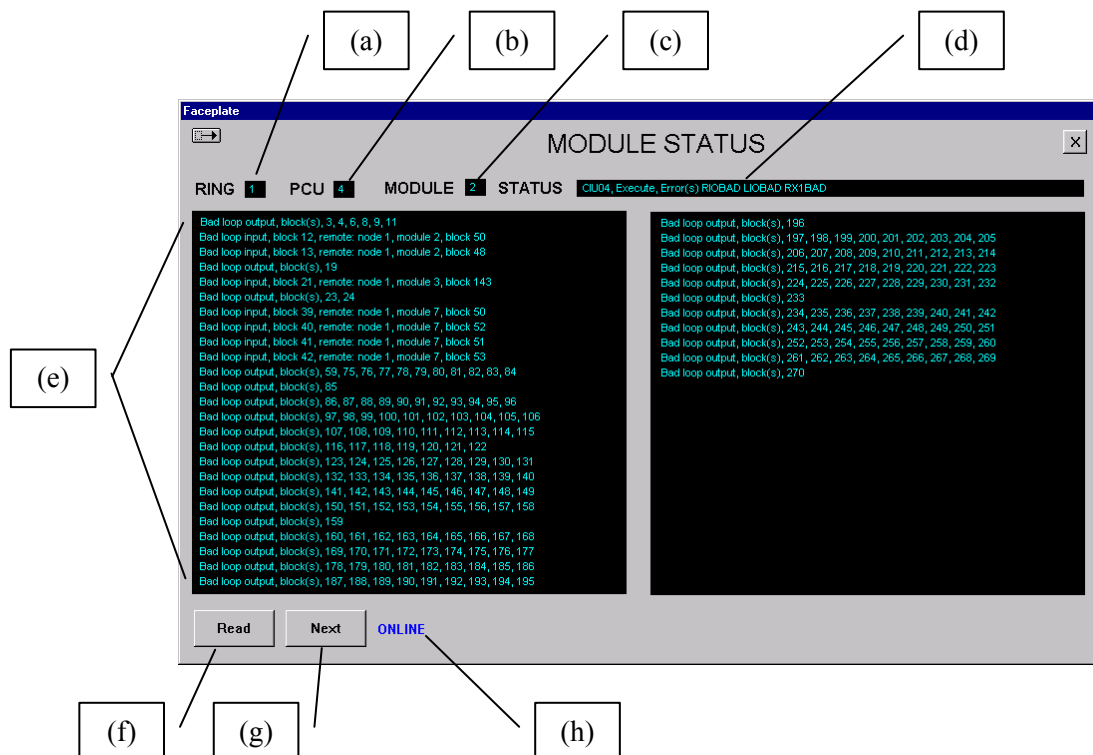 (a) (b) (c) (d)
Faceplate
MODULE STATUS
X
RING 1 PCU 4 MODULE 2 STATUS CIU04, Execute, Error(s) RIOBAD LIOBAD RX1BAD
Bad loop output, block(s), 3, 4, 6, 8, 9, 11
Bad loop input, block 12, remote: node 1, module 2, block 50
Bad loop input, block 13, remote: node 1, module 2, block 48
Bad loop output, block(s), 19
Bad loop input, block 21, remote: node 1, module 3, block 143
Bad loop output, block(s), 23, 24
Bad loop input, block 39, remote: node 1, module 7, block 50
Bad loop input, block 40, remote: node 1, module 7, block 52
Bad loop input, block 41, remote: node 1, module 7, block 51
Bad loop input, block 42, remote: node 1, module 7, block 53
Bad loop output, block(s), 59, 75, 76, 77, 78, 79, 80, 81, 82, 83, 84
Bad loop output, block(s), 85
Bad loop output, block(s), 86, 87, 88, 89, 90, 91, 92, 93, 94, 95, 96
Bad loop output, block(s), 97, 98, 99, 100, 101, 102, 103, 104, 105, 106
Bad loop output, block(s), 107, 108, 109, 110, 111, 112, 113, 114, 115
Bad loop output, block(s), 116, 117, 118, 119, 120, 121, 122
Bad loop output, block(s), 123, 124, 125, 126, 127, 128, 129, 130, 131
Bad loop output, block(s), 132, 133, 134, 135, 136, 137, 138, 139, 140
Bad loop output, block(s), 141, 142, 143, 144, 145, 146, 147, 148, 149
Bad loop output, block(s), 150, 151, 152, 153, 154, 155, 156, 157, 158
Bad loop output, block(s), 159
Bad loop output, block(s), 160, 161, 162, 163, 164, 165, 166, 167, 168
Bad loop output, block(s), 169, 170, 171, 172, 173, 174, 175, 176, 177
Bad loop output, block(s), 178, 179, 180, 181, 182, 183, 184, 185, 186
Bad loop output, block(s), 187, 188, 189, 190, 191, 192, 193, 194, 195
Bad loop output, block(s), 196
Bad loop output, block(s), 197, 198, 199, 200, 201, 202, 203, 204, 205
Bad loop output, block(s), 206, 207, 208, 209, 210, 211, 212, 213, 214
Bad loop output, block(s), 215, 216, 217, 218, 219, 220, 221, 222, 223
Bad loop output, block(s), 224, 225, 226, 227, 228, 229, 230, 231, 232
Bad loop output, block(s), 233
Bad loop output, block(s), 234, 235, 236, 237, 238, 239, 240, 241, 242
Bad loop output, block(s), 243, 244, 245, 246, 247, 248, 249, 250, 251
Bad loop output, block(s), 252, 253, 254, 255, 256, 257, 258, 259, 260
Bad loop output, block(s), 261, 262, 263, 264, 265, 266, 267, 268, 269
Bad loop output, block(s), 270
(e)
Read Next ONLINE
(f) (g) (h)